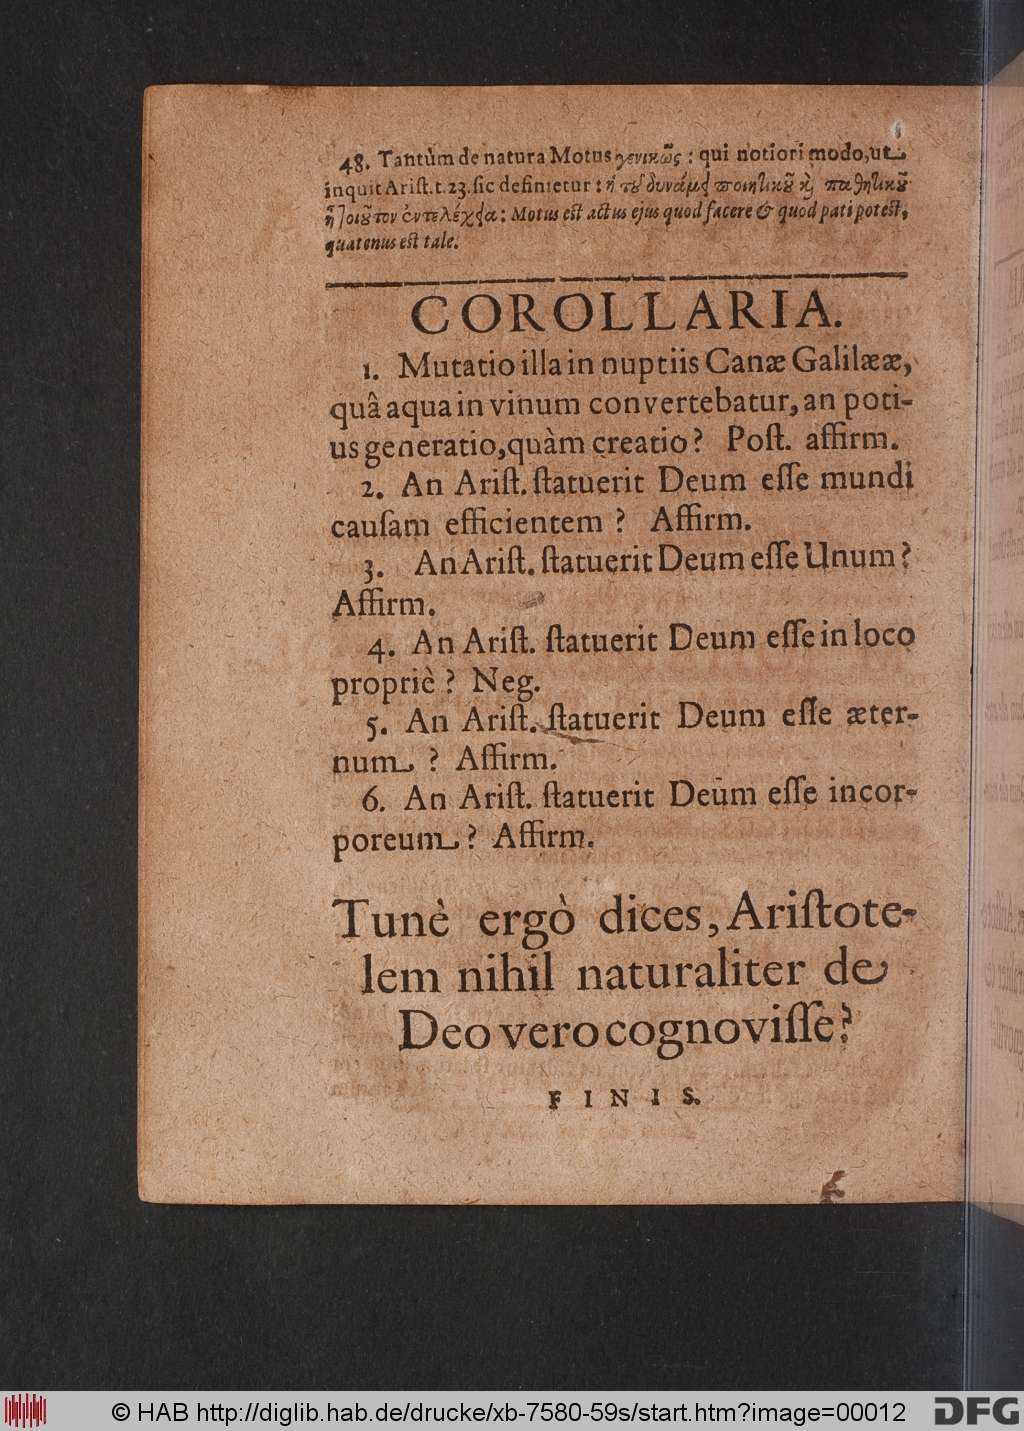 48. Tantùm de natura Motus γενικῶς : qui notiori modo, ut
inquit Arist. t. 23. sic definietur : ἡ τοῦ δυνάμει ποιητικοῦ καὶ παθητικοῦ
ᾗ τοιοῦτον ἐντελέχεια : Motus est actus ejus quod facere & quod pati potest,
quatenus est tale.
COROLLARIA.
1. Mutatio illa in nuptiis Canæ Galilææ,
quâ aqua in vinum convertebatur, an poti-
us generatio, quàm creatio? Post. affirm.
2. An Arist. statuerit Deum esse mundi
causam efficientem ? Affirm.
3. An Arist. statuerit Deum esse Unum?
Affirm.
4. An Arist. statuerit Deum esse in loco
propriè ? Neg.
5. An Arist. statuerit Deum esse æter-
num ? Affirm.
6. An Arist. statuerit Deum esse incor-
poreum ? Affirm.
Tunè ergò dices, Aristote-
lem nihil naturaliter de
Deo vero cognovisse?
FINIS.
© HAB http://diglib.hab.de/drucke/xb-7580-59s/start.htm?image=00012
DFG